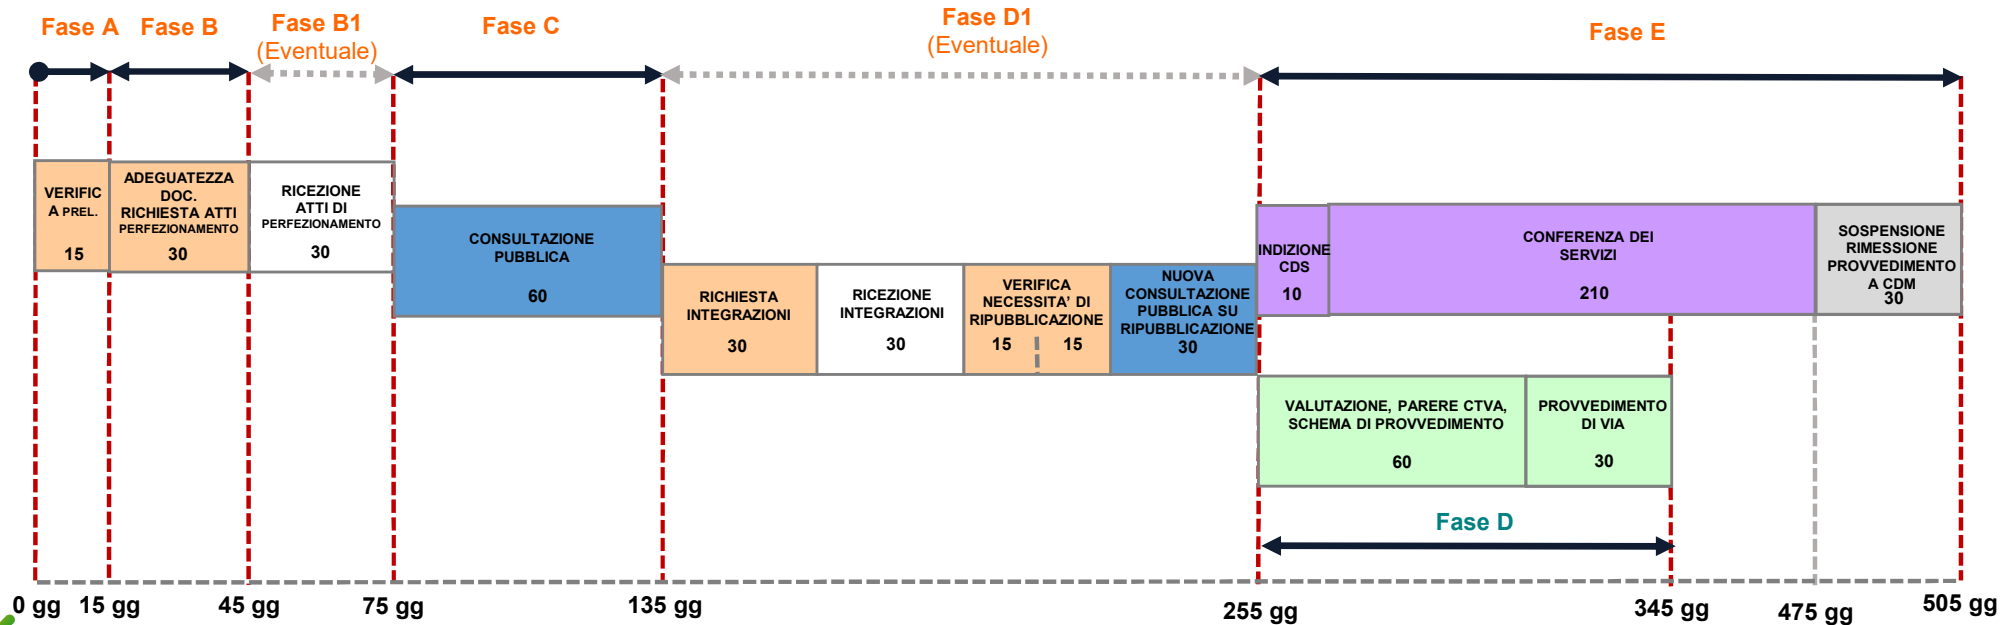 Fase A
Fase B
Fase B1
(Eventuale)
Fase C
Fase D1
(Eventuale)
Fase E
VERIFIC
A PREL.
15
ADEGUATEZZA
DOC.
RICHIESTA ATTI
PERFEZIONAMENTO
30
RICEZIONE
ATTI DI
PERFEZIONAMENTO
30
CONSULTAZIONE
PUBBLICA
60
RICHIESTA
INTEGRAZIONI
30
RICEZIONE
INTEGRAZIONI
30
VERIFICA
NECESSITA’ DI
RIPUBBLICAZIONE
15 15
NUOVA
CONSULTAZIONE
PUBBLICA SU
RIPUBBLICAZIONE
30
INDIZIONE
CDS
10
CONFERENZA DEI
SERVIZI
210
SOSPENSIONE
RIMESSIONE
PROVVEDIMENTO
A CDM
30
VALUTAZIONE, PARERE CTVA,
SCHEMA DI PROVVEDIMENTO
60
PROVVEDIMENTO
DI VIA
30
Fase D
0 gg
15 gg
45 gg
75 gg
135 gg
255 gg
345 gg
475 gg
505 gg